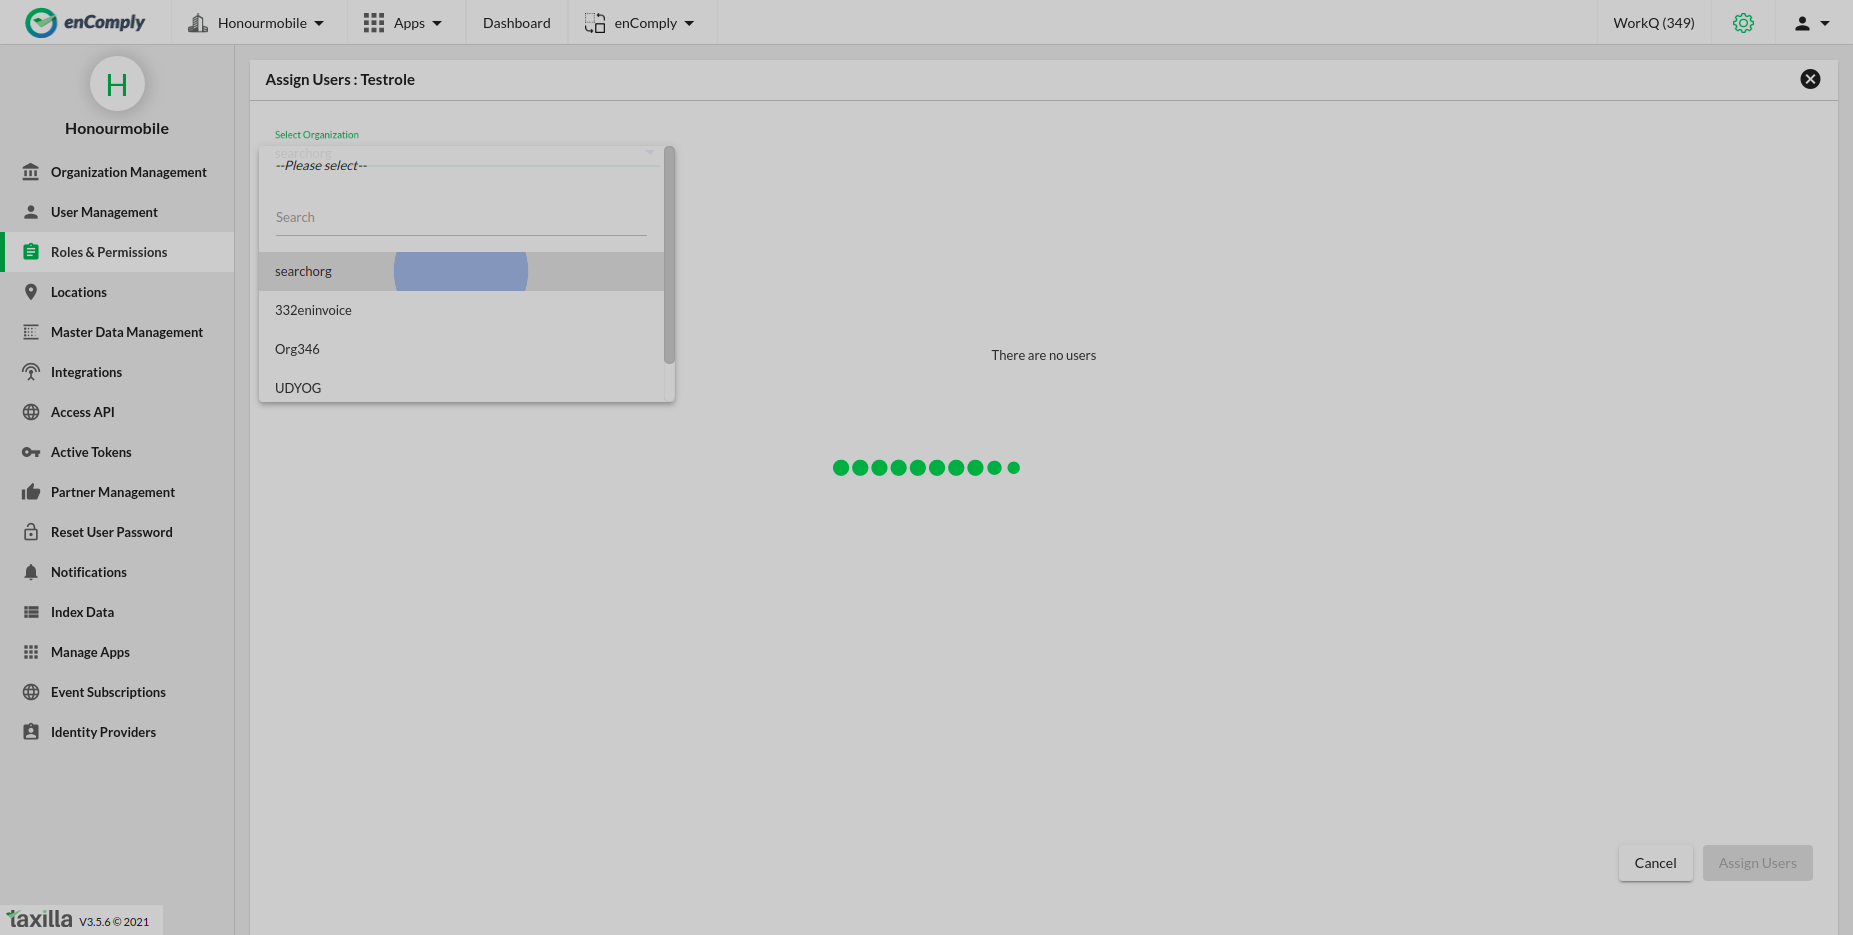 enComply
Honourmobile
Apps
Dashboard
enComply
WorkQ (349)
H
Honourmobile
Organization Management
User Management
Roles & Permissions
Locations
Master Data Management
Integrations
Access API
Active Tokens
Partner Management
Reset User Password
Notifications
Index Data
Manage Apps
Event Subscriptions
Identity Providers
taxilla V3.5.6 © 2021
Assign Users : Testrole
Select Organization
searchorg
--Please select--
Search
searchorg
332eninvoice
Org346
UDYOG
There are no users
Cancel
Assign Users